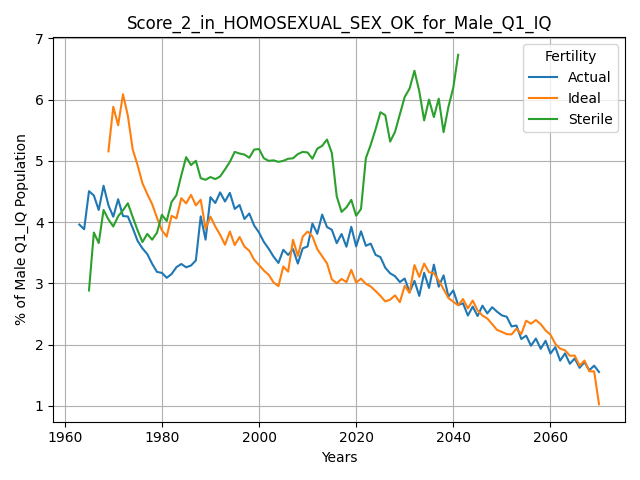 Score_2_in_HOMOSEXUAL_SEX_OK_for_Male_Q1_IQ
% of Male Q1_IQ Population
7
6
5
4
3
2
1
Fertility
Actual
Ideal
Sterile
1960
1980
2000
2020
2040
2060
Years